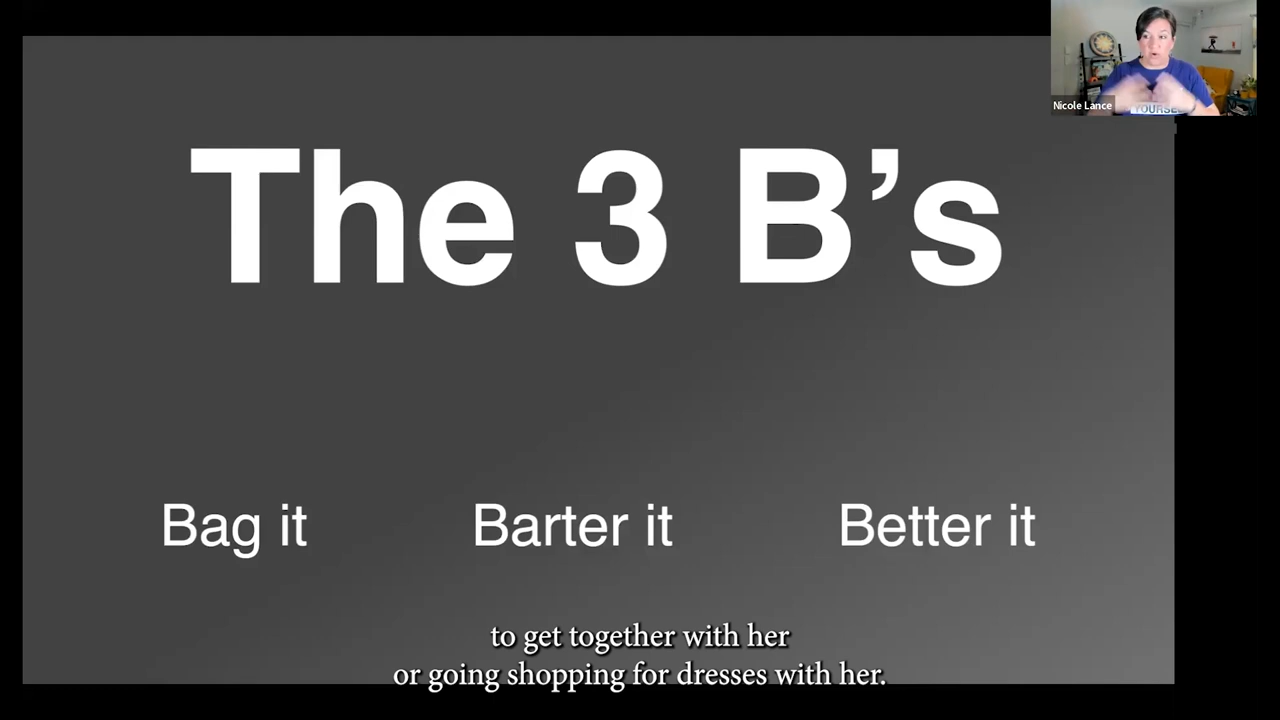 Nicole Lance
YOURSEL
The 3 B’s
Bag it
Barter it
Better it
to get together with her
or going shopping for dresses with her.